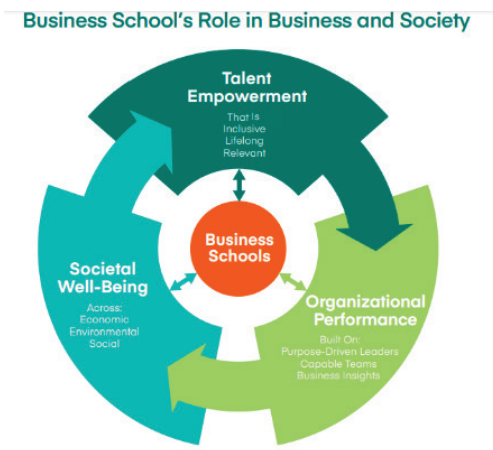 Business School's Role in Business and Society
Talent
Empowerment
That Is
Inclusive
Lifelong
Relevant
Business
Schools
Societal
Well-Being
Across:
Economic
Environmental
Social
Organizational
Performance
Built On:
Purpose-Driven Leaders
Capable Teams
Business Insights